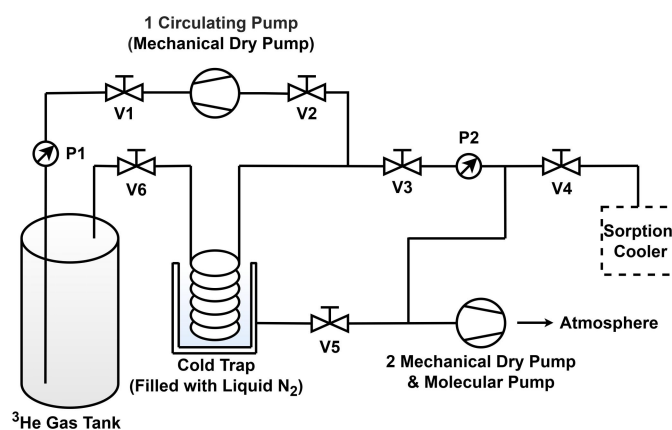 1 Circulating Pump
(Mechanical Dry Pump)
V1
V2
P1
V6
P2
V3
V4
Sorption
Cooler
V5
Atmosphere
Cold Trap
(Filled with Liquid N₂)
2 Mechanical Dry Pump
& Molecular Pump
³He Gas Tank